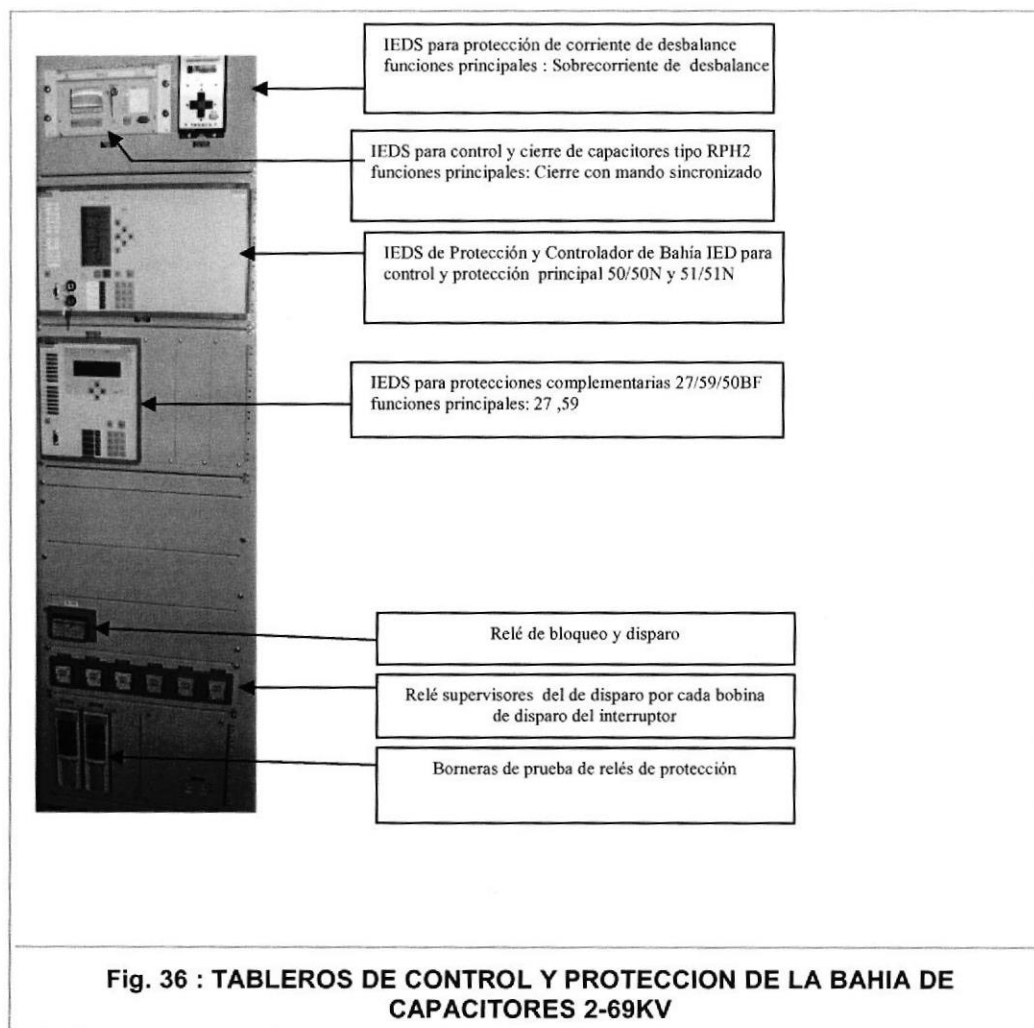 IEDS para protección de corriente de desbalance
funciones principales : Sobrecorriente de desbalance
IEDS para control y cierre de capacitores tipo RPH2
funciones principales: Cierre con mando sincronizado
IEDS de Protección y Controlador de Bahía IED para
control y protección principal 50/50N y 51/51N
IEDS para protecciones complementarias 27/59/50BF
funciones principales: 27 ,59
Relé de bloqueo y disparo
Relé supervisores del de disparo por cada bobina
de disparo del interruptor
Borneras de prueba de relés de protección
Fig. 36 : TABLEROS DE CONTROL Y PROTECCION DE LA BAHIA DE
CAPACITORES 2-69KV